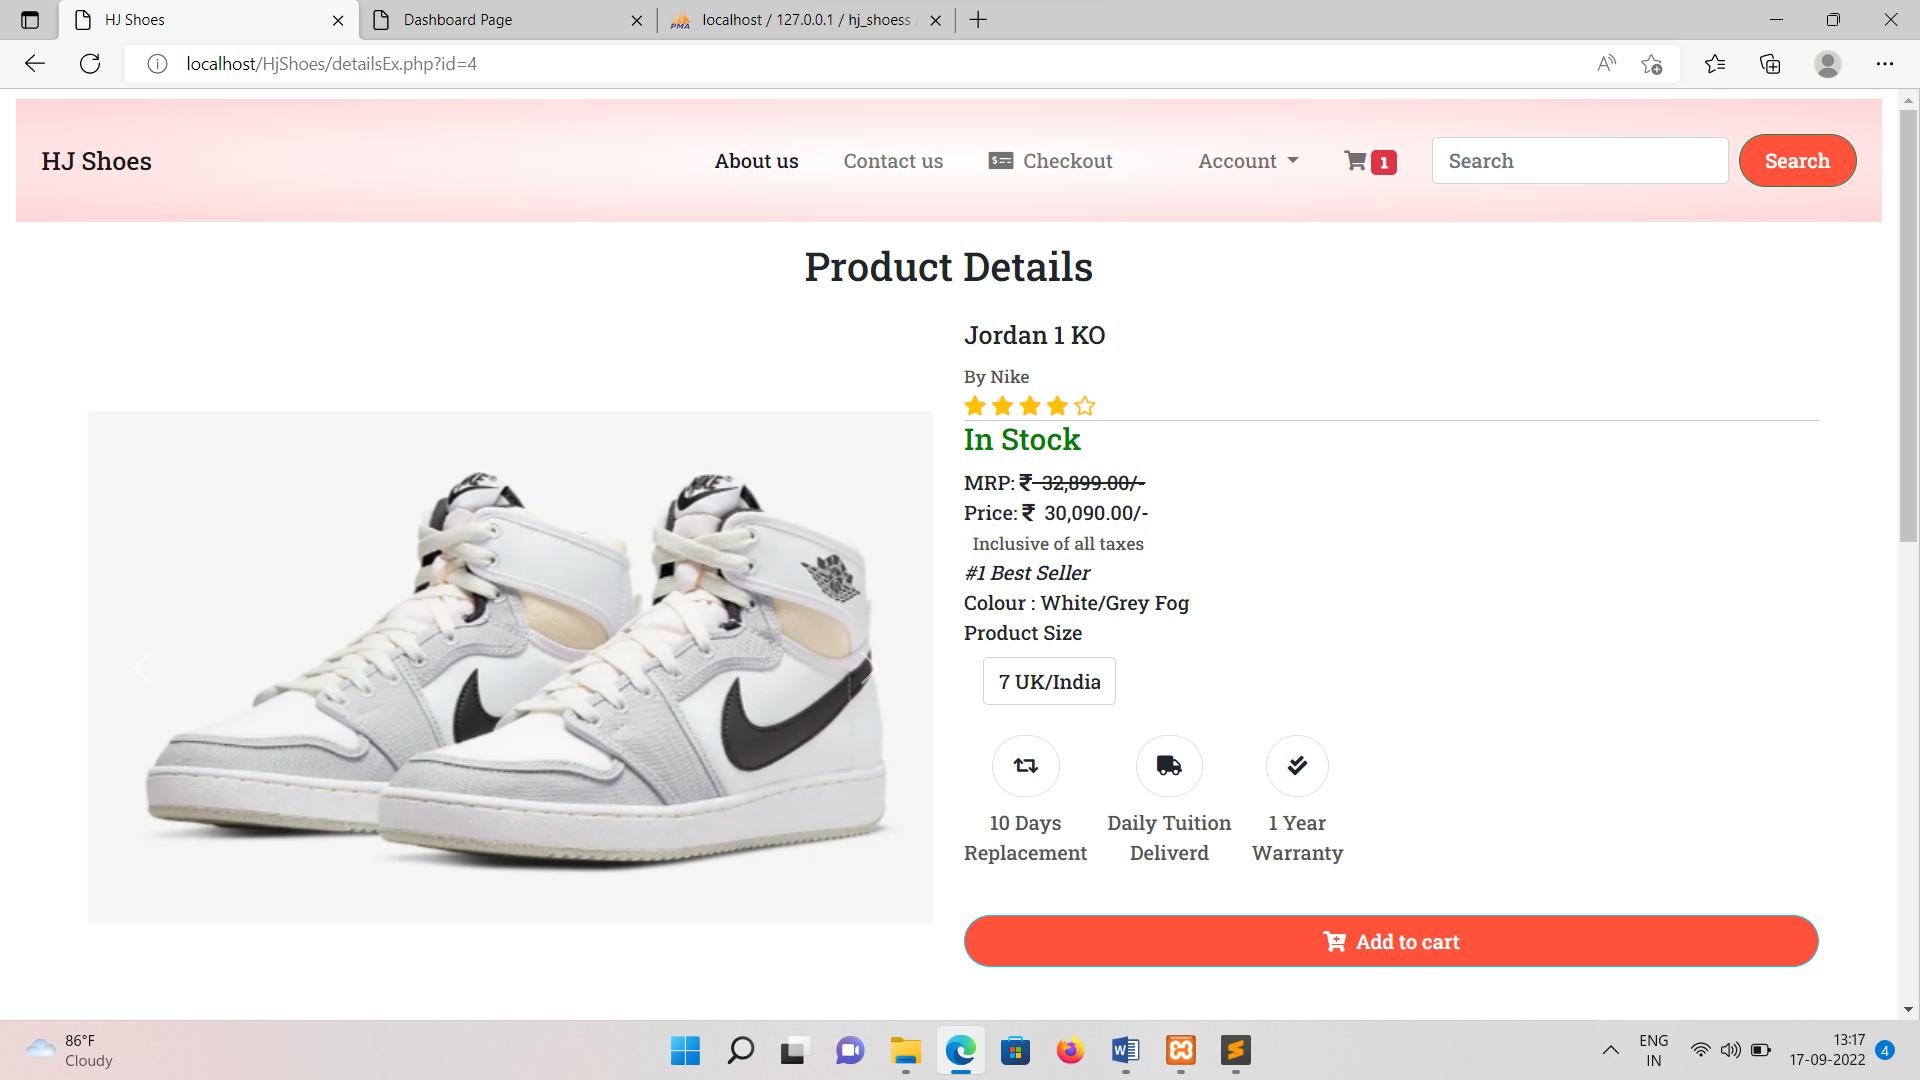 HJ Shoes
Dashboard Page
localhost / 127.0.0.1 / hj_shoess
localhost/HjShoes/detailsEx.php?id=4
HJ Shoes
About us
Contact us
Checkout
Account
1
Search
Search
Product Details
Jordan 1 KO
By Nike
In Stock
MRP: ₹ 32,899.00/-
Price: ₹ 30,090.00/-
Inclusive of all taxes
#1 Best Seller
Colour : White/Grey Fog
Product Size
7 UK/India
10 Days
Replacement
Daily Tuition
Deliverd
1 Year
Warranty
Add to cart
86°F
Cloudy
ENG
IN
13:17
17-09-2022
4